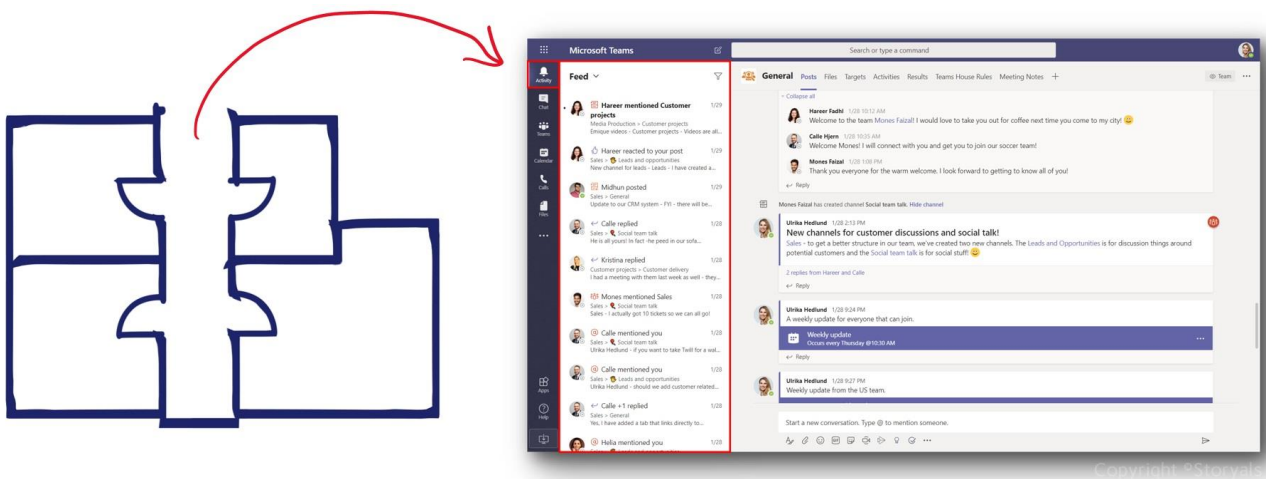 Microsoft Teams
Search or type a command
Activity
Chat
Teams
Calendar
Calls
Files
Apps
Help
Feed
Hareer mentioned Customer projects 1/29
Media Production > Customer projects
Emique videos - Customer projects - Videos are all...
Hareer reacted to your post 1/29
Sales > Leads and opportunities
New channel for leads - Leads - I have created a...
Midhun posted 1/29
Sales > General
Update to our CRM system - FYI - there will be...
Calle replied 1/28
Sales > Social team talk
He is all yours! In fact -he peed in our sofa...
Kristina replied 1/28
Customer projects > Customer delivery
I had a meeting with them last week as well - they...
Mones mentioned Sales 1/28
Sales > Social team talk
Sales - I actually got 10 tickets so we can all go!
Calle mentioned you 1/28
Sales > Social team talk
Ulrika Hedlund - if you want to take Twill for a wal...
Calle mentioned you 1/28
Sales > Leads and opportunities
Ulrika Hedlund - should we add customer related...
Calle +1 replied 1/28
Sales > General
Yes, I have added a tab that links directly to...
Helia mentioned you 1/28
General Posts Files Targets Activities Results Teams House Rules Meeting Notes + Team
Collapse all
Hareer Fadhl 1/28 10:12 AM
Welcome to the team Mones Faizal! I would love to take you out for coffee next time you come to my city!
Calle Hjern 1/28 10:35 AM
Welcome Mones! I will connect with you and get you to join our soccer team!
Mones Faizal 1/28 1:08 PM
Thank you everyone for the warm welcome. I look forward to getting to know all of you!
Reply
Mones Faizal has created channel Social team talk. Hide channel
Ulrika Hedlund 1/28 2:13 PM
New channels for customer discussions and social talk!
Sales - to get a better structure in our team, we've created two new channels. The Leads and Opportunities is for discussion things around
potential customers and the Social team talk is for social stuff!
2 replies from Hareer and Calle
Reply
Ulrika Hedlund 1/28 9:24 PM
A weekly update for everyone that can join.
Weekly update
Occurs every Thursday @10:30 AM
Reply
Ulrika Hedlund 1/28 9:27 PM
Weekly update from the US team.
Start a new conversation. Type @ to mention someone.
Copyright ©Storyals